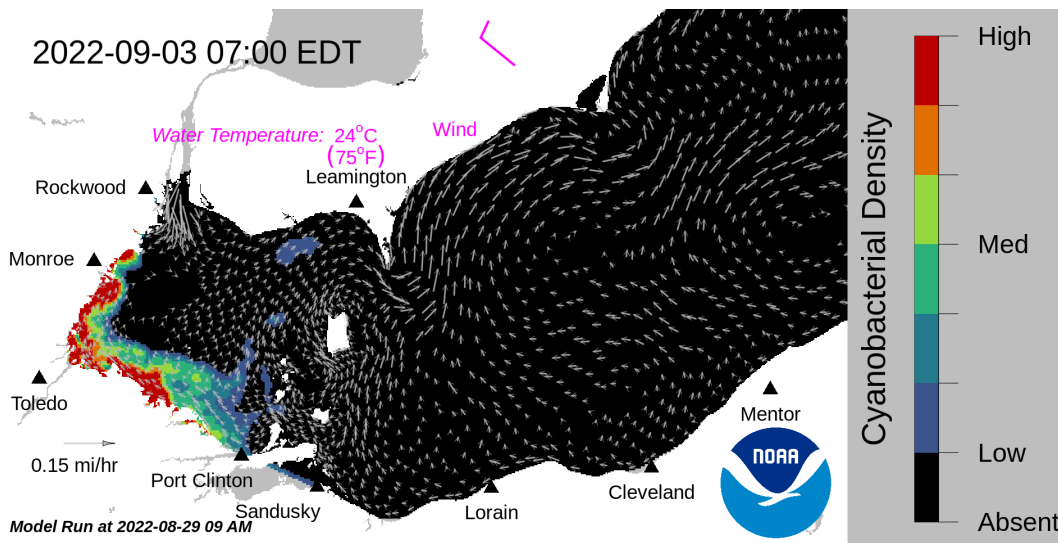 2022-09-03 07:00 EDT
High
Water Temperature: 24°C
(75°F)
Wind
Leamington
Rockwood
Monroe
Med
Cyanobacterial Density
Toledo
Mentor
0.15 mi/hr
NOAA
Low
Port Clinton
Cleveland
Sandusky
Lorain
Model Run at 2022-08-29 09 AM
Absent